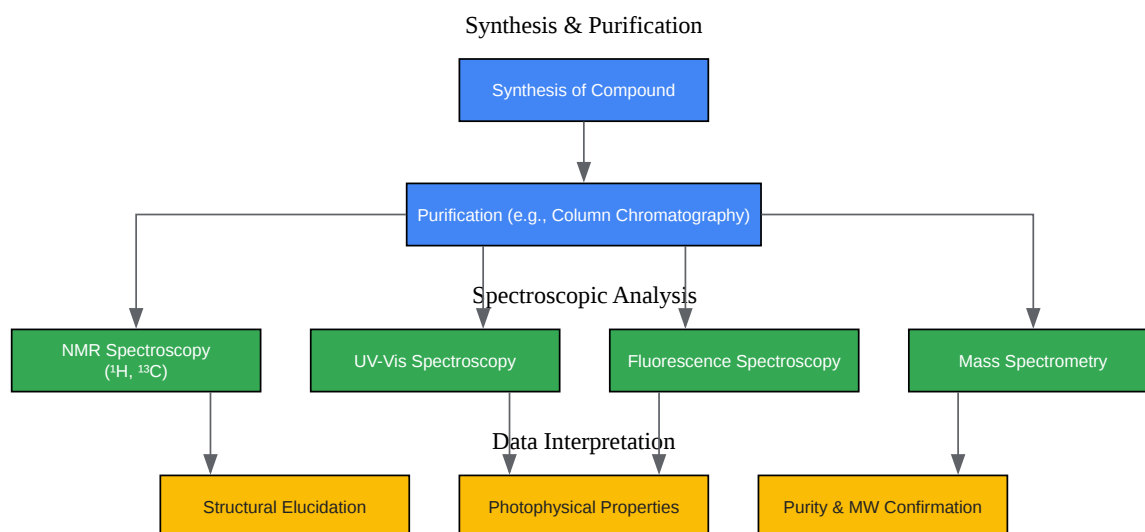 Synthesis & Purification
Synthesis of Compound
Purification (e.g., Column Chromatography)
Spectroscopic Analysis
NMR Spectroscopy
(¹H, ¹³C)
UV-Vis Spectroscopy
Fluorescence Spectroscopy
Mass Spectrometry
Data Interpretation
Structural Elucidation
Photophysical Properties
Purity & MW Confirmation